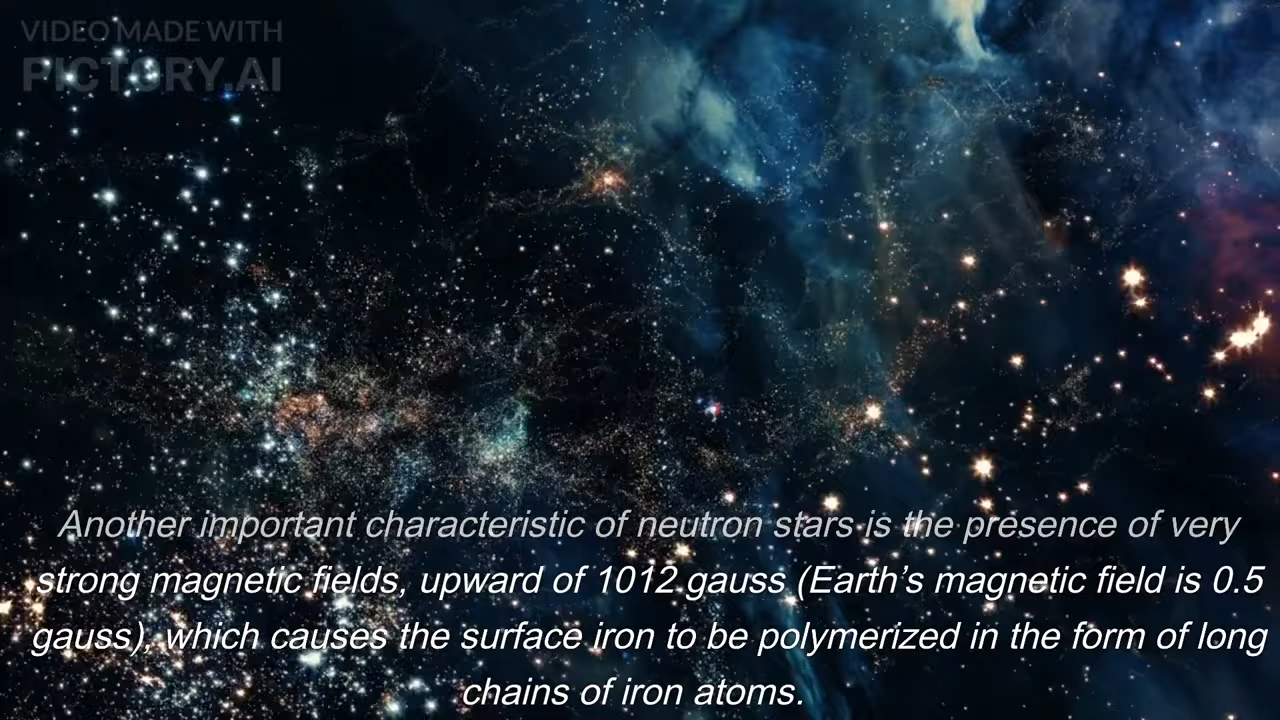 VIDEO MADE WITH
PICTORY.AI
Another important characteristic of neutron stars is the presence of very
strong magnetic fields, upward of 1012 gauss (Earth’s magnetic field is 0.5
gauss), which causes the surface iron to be polymerized in the form of long
chains of iron atoms.